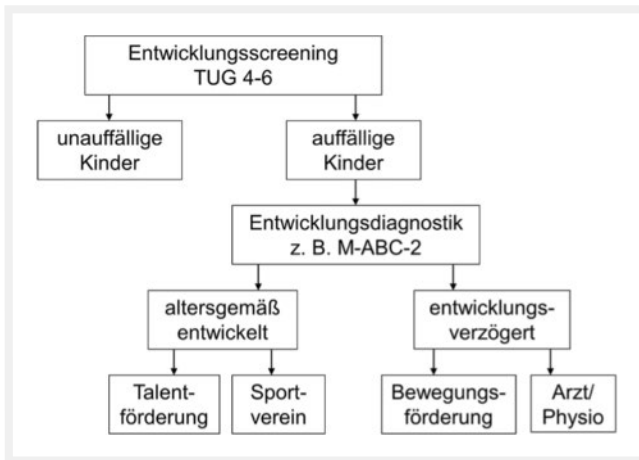 Entwicklungsscreening
TUG 4-6
unauffällige
Kinder
auffällige
Kinder
Entwicklungsdiagnostik
z. B. M-ABC-2
altersgemäß
entwickelt
entwicklungs-
verzögert
Talent-
förderung
Sport-
verein
Bewegungs-
förderung
Arzt/
Physio